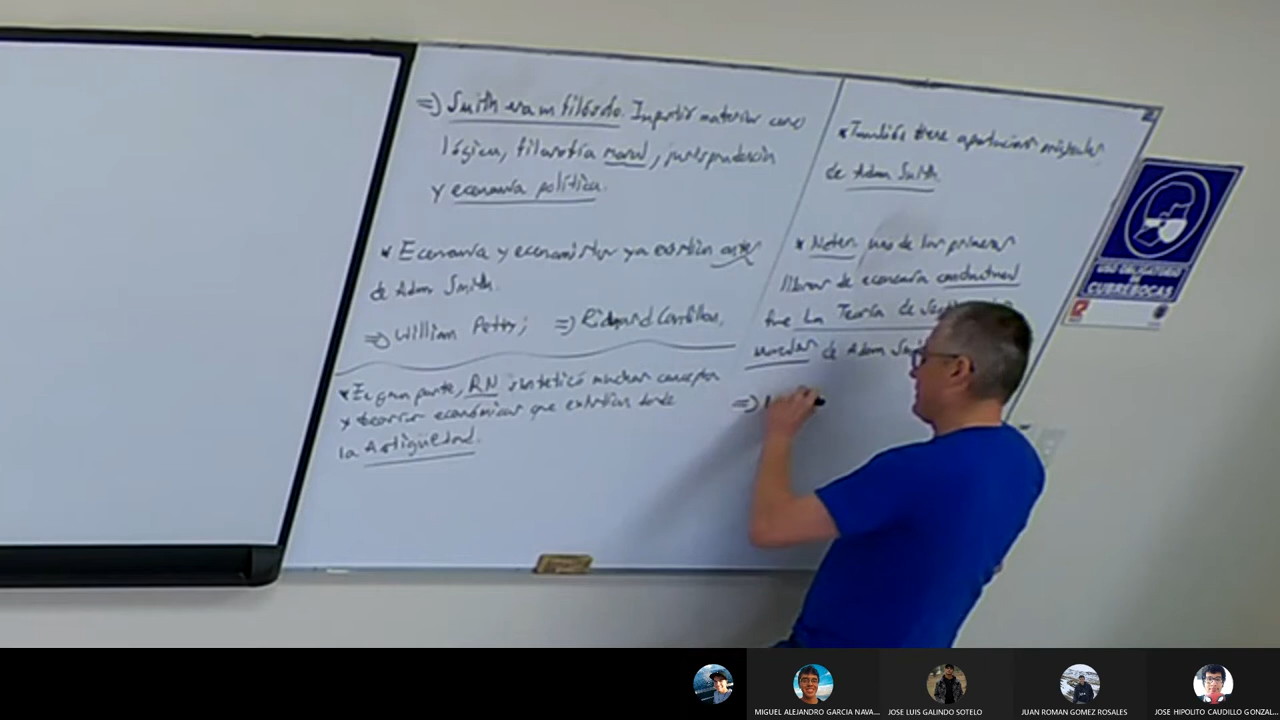 =) Smith era un filósofo. Impartir materias como
lógica, filosofía moral, jurisprudencia
y economía política.
* Economía y economistas ya existían antes
de Adam Smith.
=) William Petty; =) Richard Cantillon,
* En gran parte, RN sintetizó muchos conceptos
y teorías económicas que existían desde
la Antigüedad.
* También tiene aportaciones originales
de Adam Smith.
* Noten, uno de los primeros
libros de economía conductual
fue La Teoría de
Morales de Adam
=)
USO OBLIGATORIO
DE
CUBREBOCAS
MIGUEL ALEJANDRO GARCIA NAVA...
JOSE LUIS GALINDO SOTELO
JUAN ROMAN GOMEZ ROSALES
JOSE HIPOLITO CAUDILLO GONZAL...